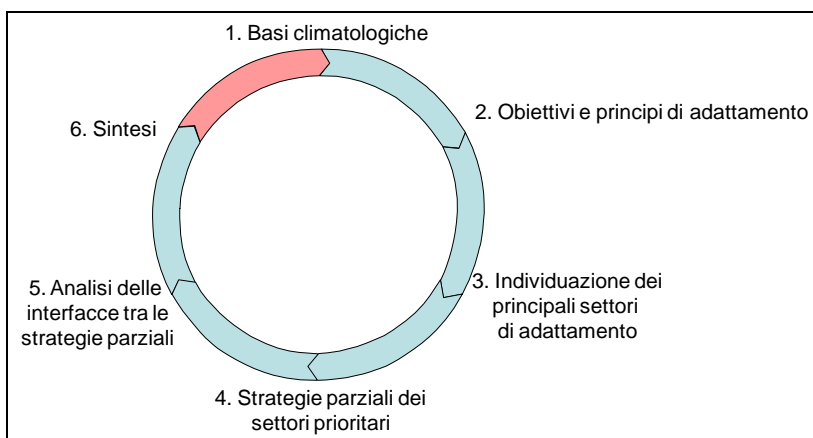 1. Basi climatologiche
2. Obiettivi e principi di adattamento
3. Individuazione dei
principali settori
di adattamento
4. Strategie parziali dei
settori prioritari
5. Analisi delle
interfacce tra le
strategie parziali
6. Sintesi